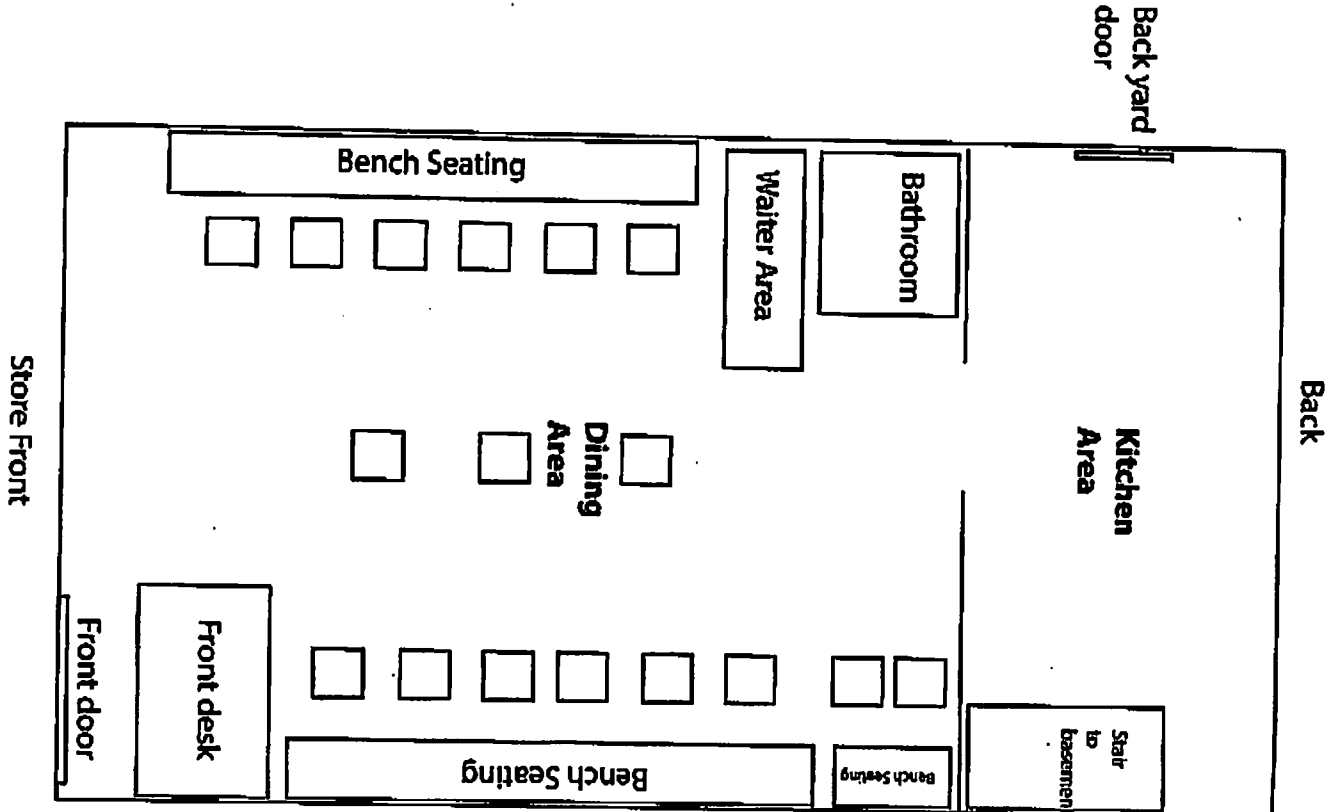 Back yard
door
Back
Bench Seating
Waiter Area
Bathroom
Kitchen
Area
Dining
Area
Store Front
Front door
Front desk
Bench Seating
Bench Seating
Stair
to
basement